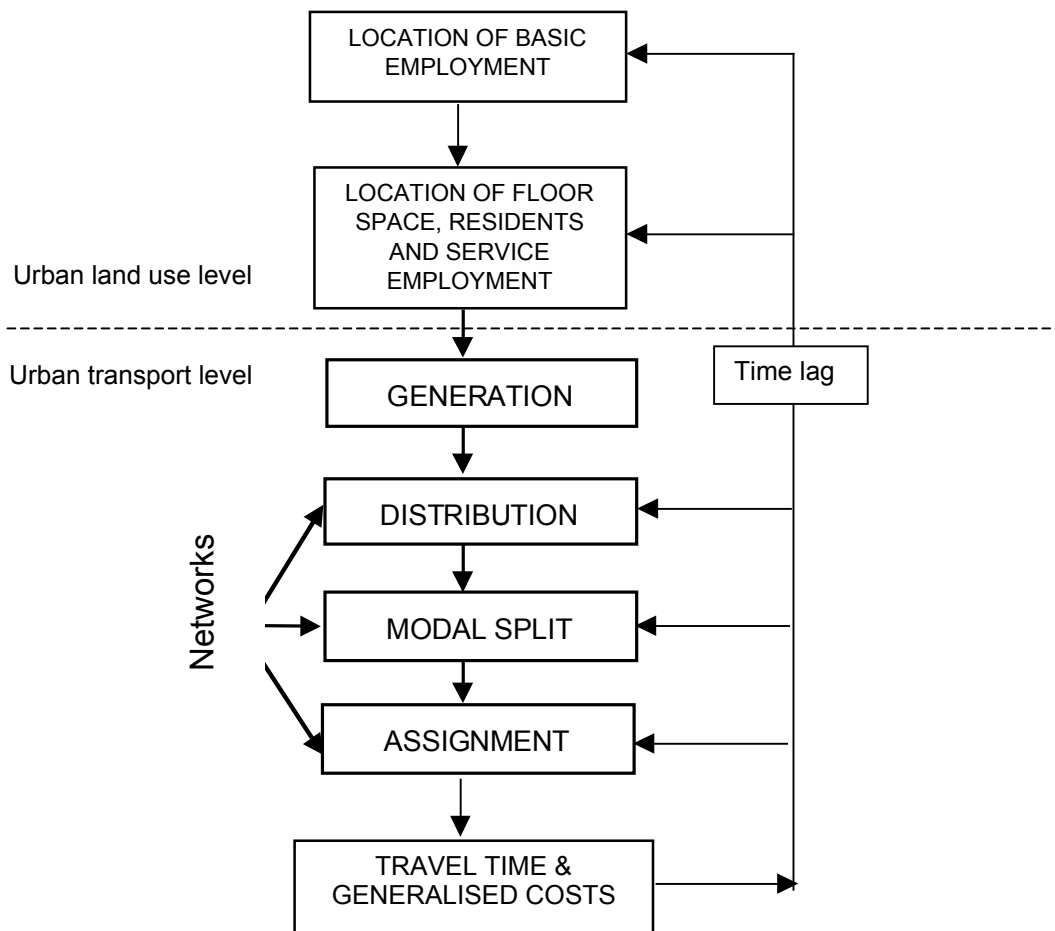 LOCATION OF BASIC
EMPLOYMENT
LOCATION OF FLOOR
SPACE, RESIDENTS
AND SERVICE
EMPLOYMENT
Urban land use level
Urban transport level
Time lag
GENERATION
DISTRIBUTION
Networks
MODAL SPLIT
ASSIGNMENT
TRAVEL TIME &
GENERALISED COSTS